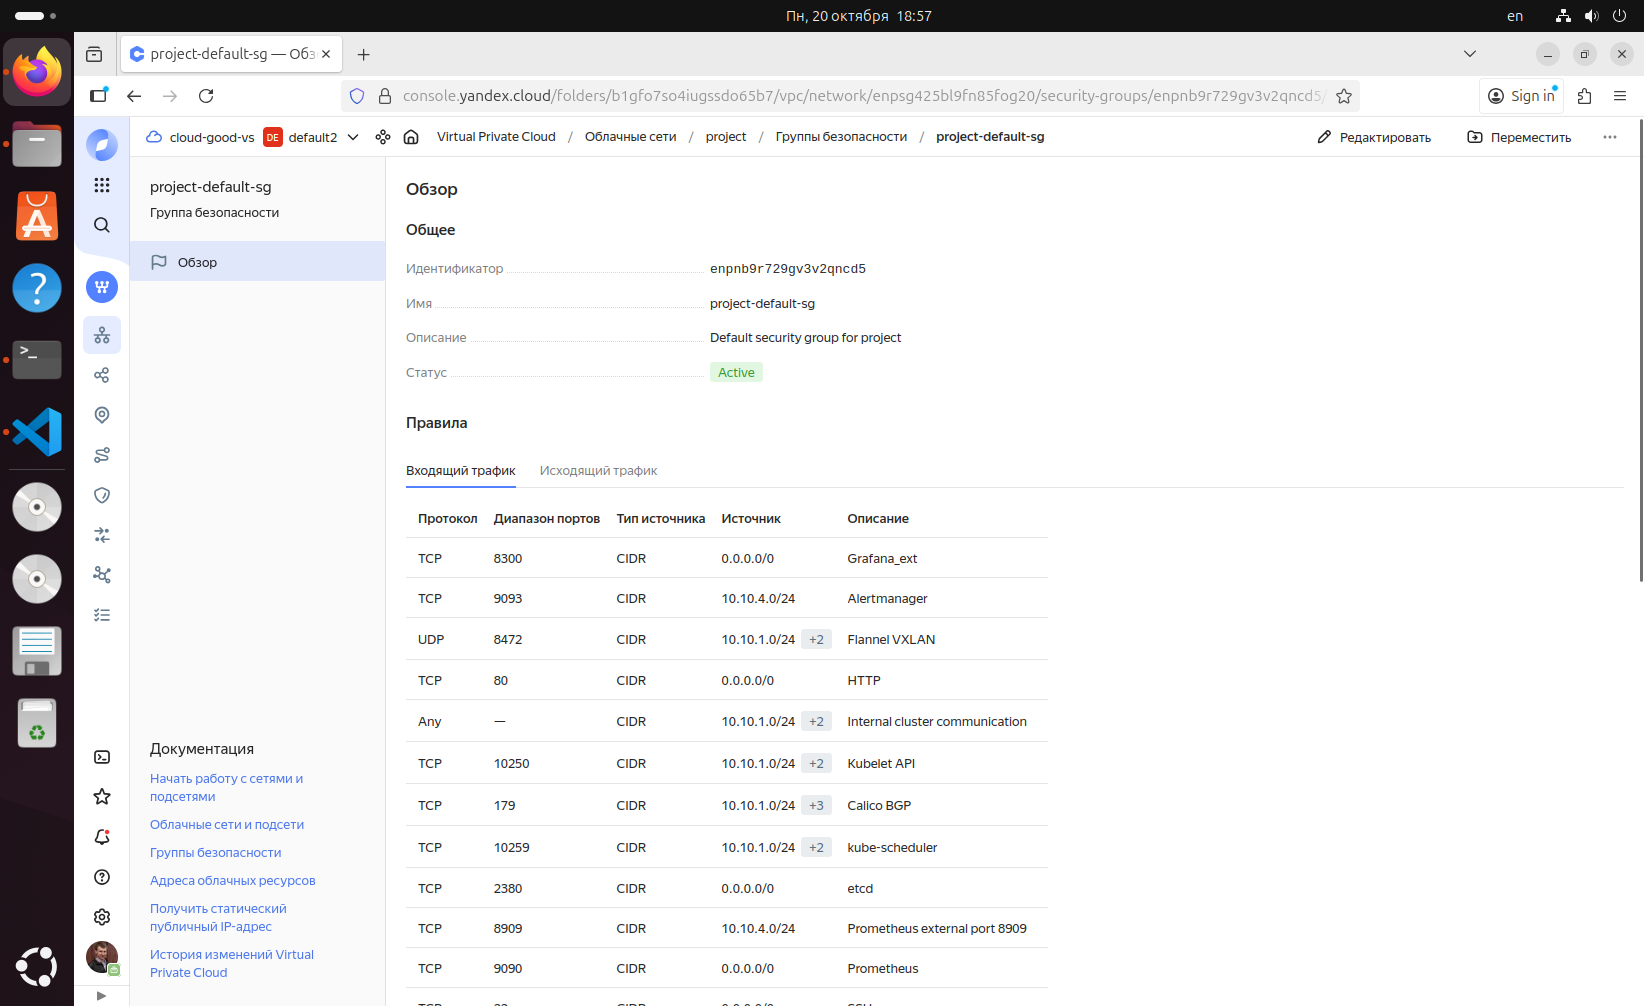 Пн, 20 октября 18:57
en
project-default-sg — Обз
console.yandex.cloud/folders/b1gfo7so4iugssdo65b7/vpc/network/enpsg425bl9fn85fog20/security-groups/enpnb9r729gv3v2qncd5/
Sign in
cloud-good-vs DE default2
Virtual Private Cloud / Облачные сети / project / Группы безопасности / project-default-sg
Редактировать
Переместить
project-default-sg
Группа безопасности
Обзор
Обзор
Общее
Идентификатор enpnb9r729gv3v2qncd5
Имя project-default-sg
Описание Default security group for project
Статус Active
Правила
Входящий трафик Исходящий трафик
Протокол Диапазон портов Тип источника Источник Описание
TCP 8300 CIDR 0.0.0.0/0 Grafana_ext
TCP 9093 CIDR 10.10.4.0/24 Alertmanager
UDP 8472 CIDR 10.10.1.0/24 +2 Flannel VXLAN
TCP 80 CIDR 0.0.0.0/0 HTTP
Any — CIDR 10.10.1.0/24 +2 Internal cluster communication
TCP 10250 CIDR 10.10.1.0/24 +2 Kubelet API
TCP 179 CIDR 10.10.1.0/24 +3 Calico BGP
TCP 10259 CIDR 10.10.1.0/24 +2 kube-scheduler
TCP 2380 CIDR 0.0.0.0/0 etcd
TCP 8909 CIDR 10.10.4.0/24 Prometheus external port 8909
TCP 9090 CIDR 0.0.0.0/0 Prometheus
Документация
Начать работу с сетями и
подсетями
Облачные сети и подсети
Группы безопасности
Адреса облачных ресурсов
Получить статический
публичный IP-адрес
История изменений Virtual
Private Cloud